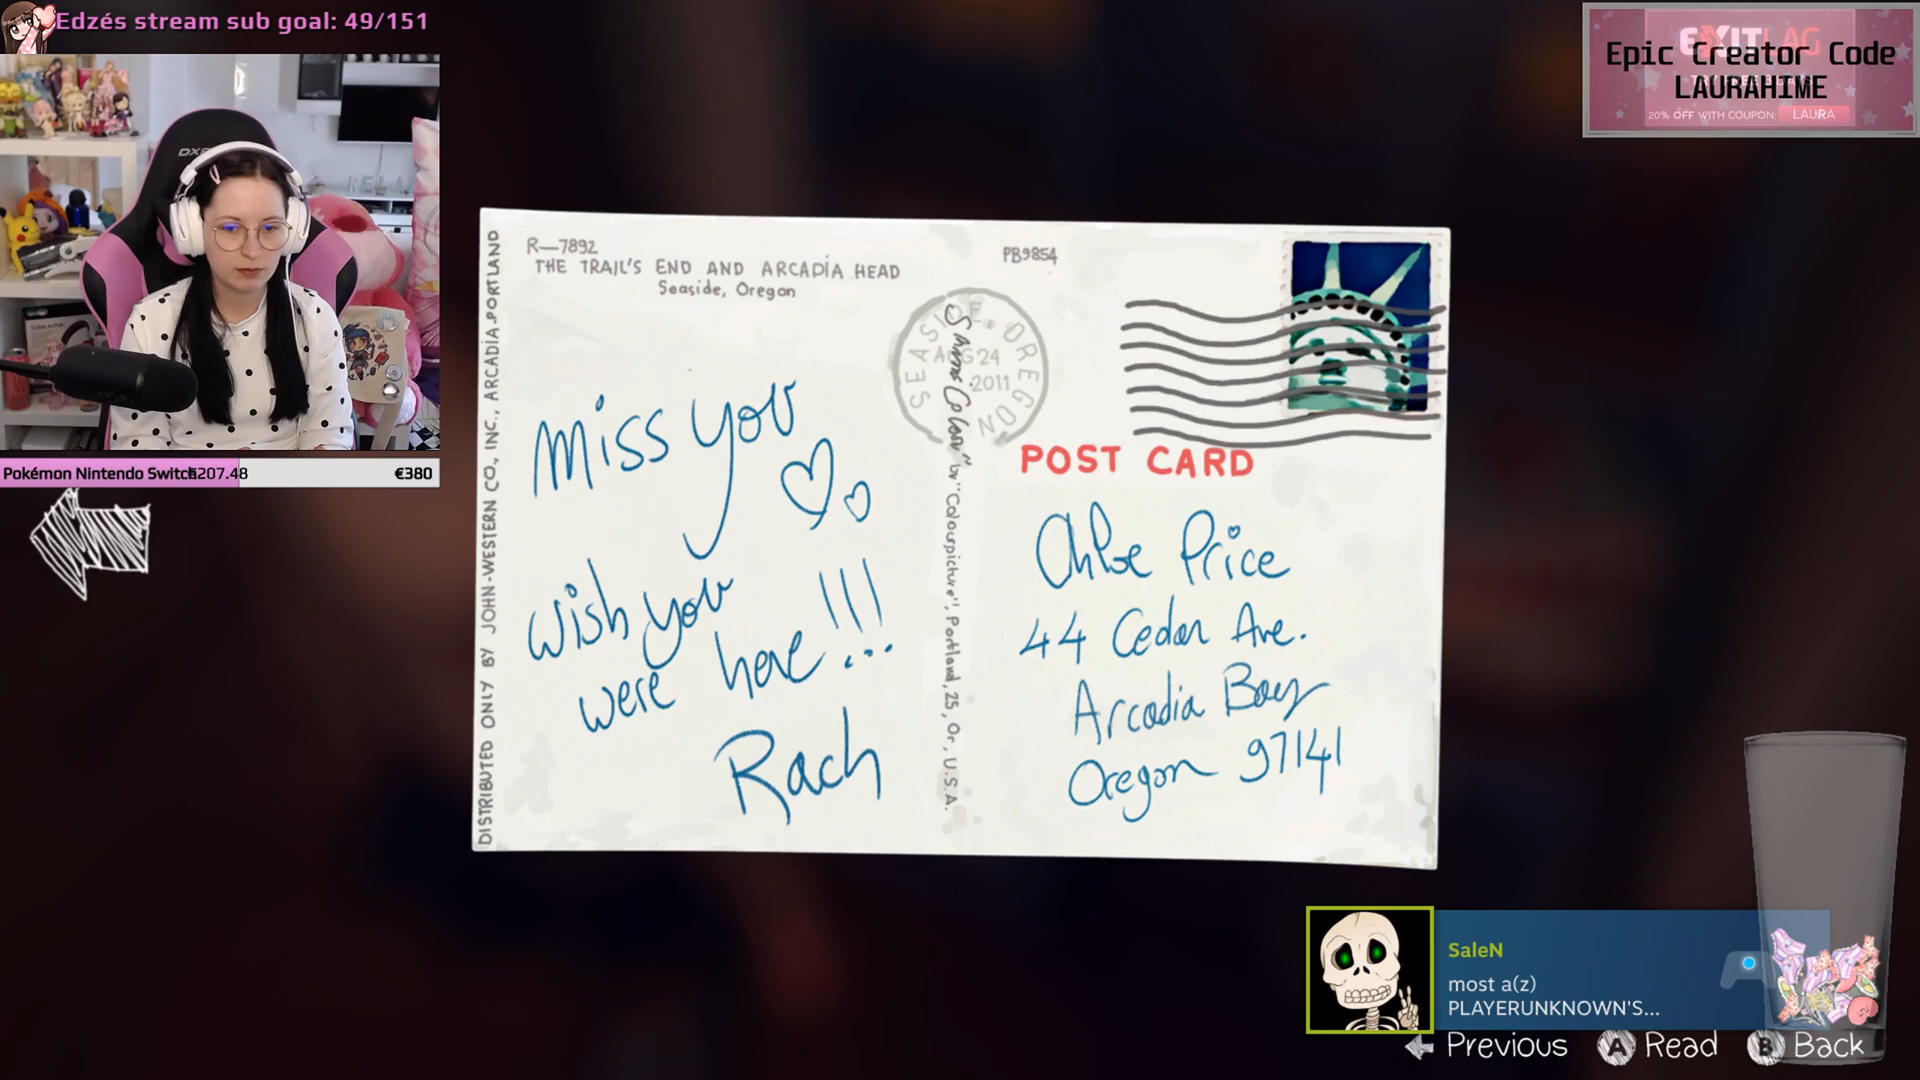 Edzés stream sub goal: 49/151
Epic Creator Code
LAURAHIME
20% OFF WITH COUPON: LAURA
Pokémon Nintendo Switch
€380
DISTRIBUTED ONLY BY JOHN-WESTERN CO., INC., ARCADIA-PORTLAND
R—7892
THE TRAIL'S END AND ARCADIA HEAD
Seaside, Oregon
PB9854
SEASIDE. OREGON
AUG 24
2011
by "Colourpicture", Portland, 25, Or, U.S.A.
POST CARD
Miss you
wish you
were here!!!
Rach
Chloe Price
44 Cedar Ave.
Arcadia Bay
Oregon 97141
SaleN
most a(z)
PLAYERUNKNOWN'S...
Previous
A Read
B Back